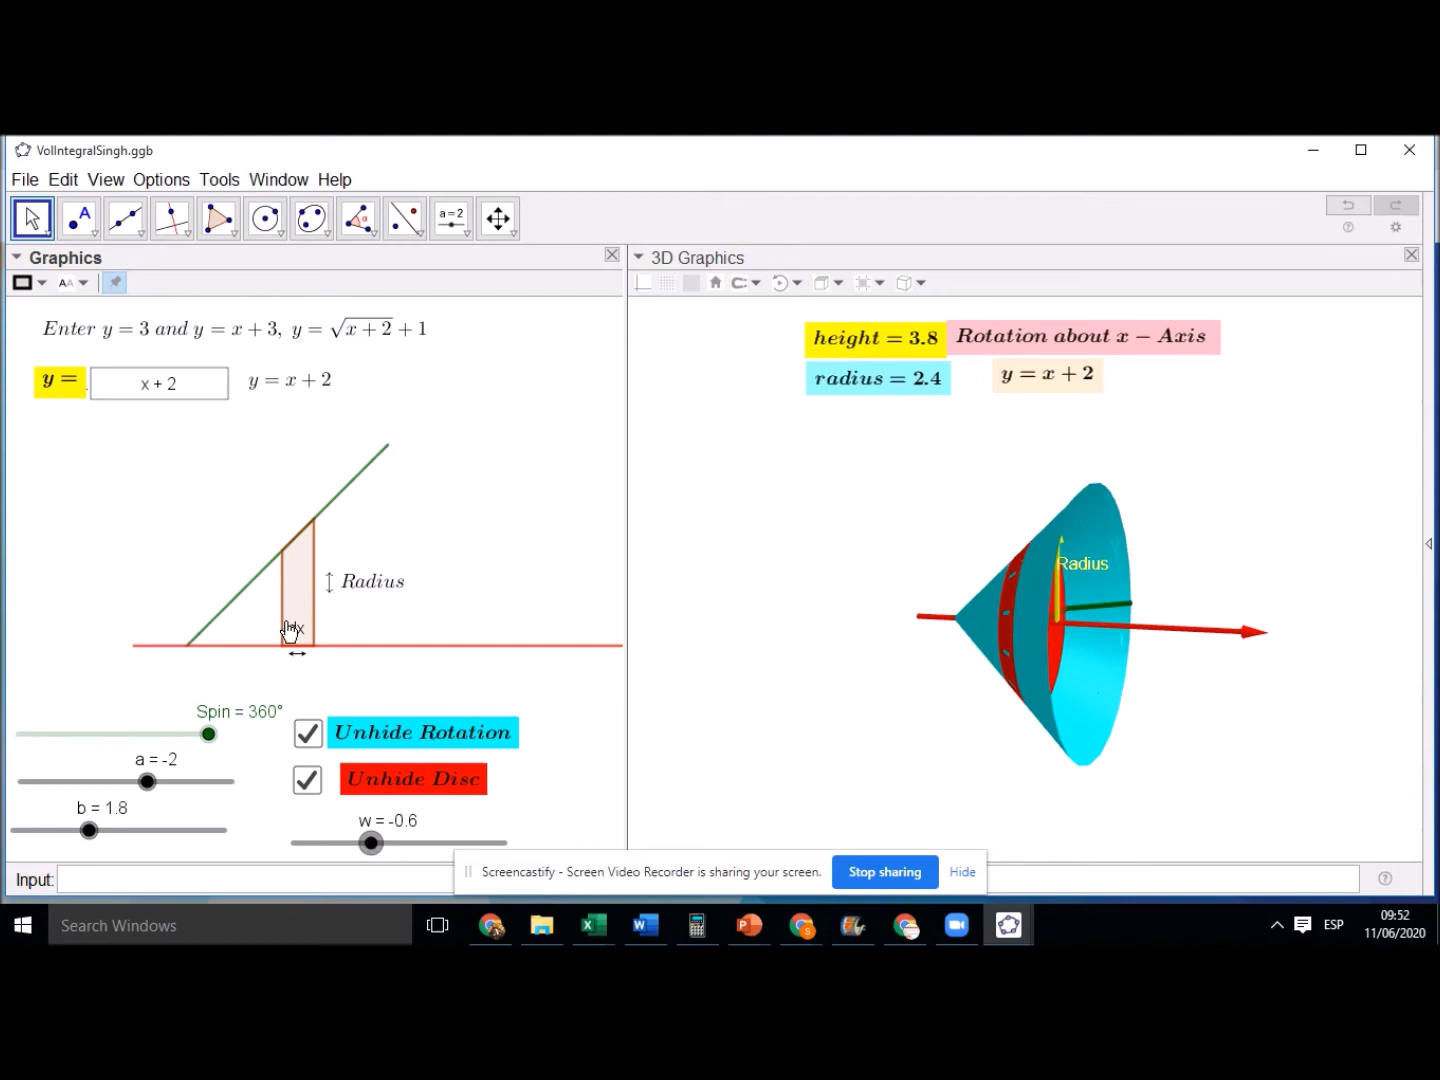 VolIntegralSingh.ggb
File Edit View Options Tools Window Help
A
α
a=2
Graphics
3D Graphics
AA
Enter y = 3 and y = x + 3, y = √x + 2 + 1
y =
x + 2
y = x + 2
height = 3.8
Rotation about x − Axis
radius = 2.4
y = x + 2
Radius
Radius
x
Spin = 360°
Unhide Rotation
a = -2
Unhide Disc
b = 1.8
w = -0.6
Input:
Screencastify - Screen Video Recorder is sharing your screen.
Stop sharing
Hide
Search Windows
ESP
09:52
11/06/2020